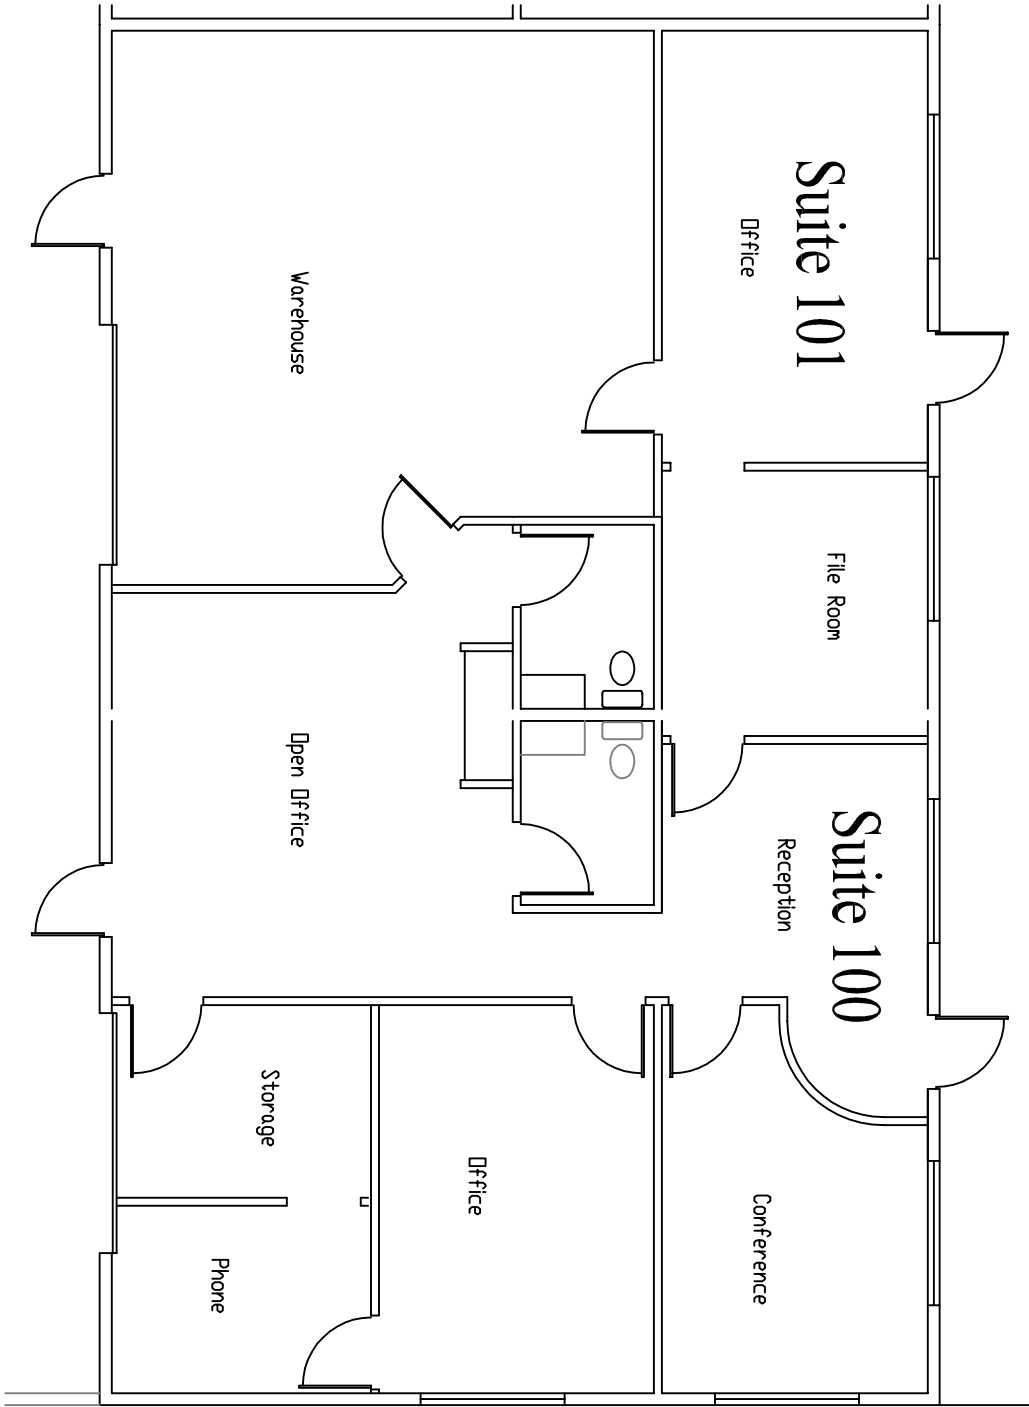 Suite 101
Office
Warehouse
File Room
Open Office
Suite 100
Reception
Storage
Office
Conference
Phone